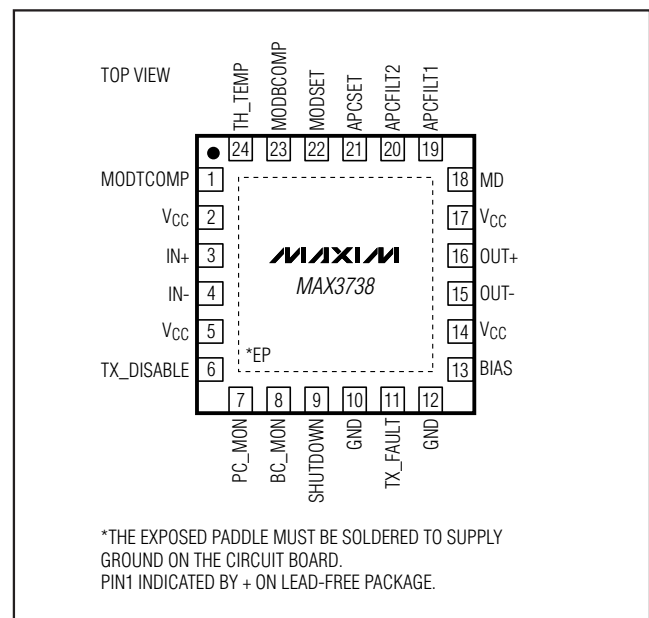 TOP VIEW
TH_TEMP
MODBCOMP
MODSET
APCSET
APCFILT2
APCFILT1
24 23 22 21 20 19
MODTCOMP 1
VCC 2
IN+ 3
IN- 4
VCC 5
TX_DISABLE 6
18 MD
17 VCC
16 OUT+
15 OUT-
14 VCC
13 BIAS
MAXIM
MAX3738
*EP
7 8 9 10 11 12
PC_MON
BC_MON
SHUTDOWN
GND
TX_FAULT
GND
*THE EXPOSED PADDLE MUST BE SOLDERED TO SUPPLY
GROUND ON THE CIRCUIT BOARD.
PIN1 INDICATED BY + ON LEAD-FREE PACKAGE.